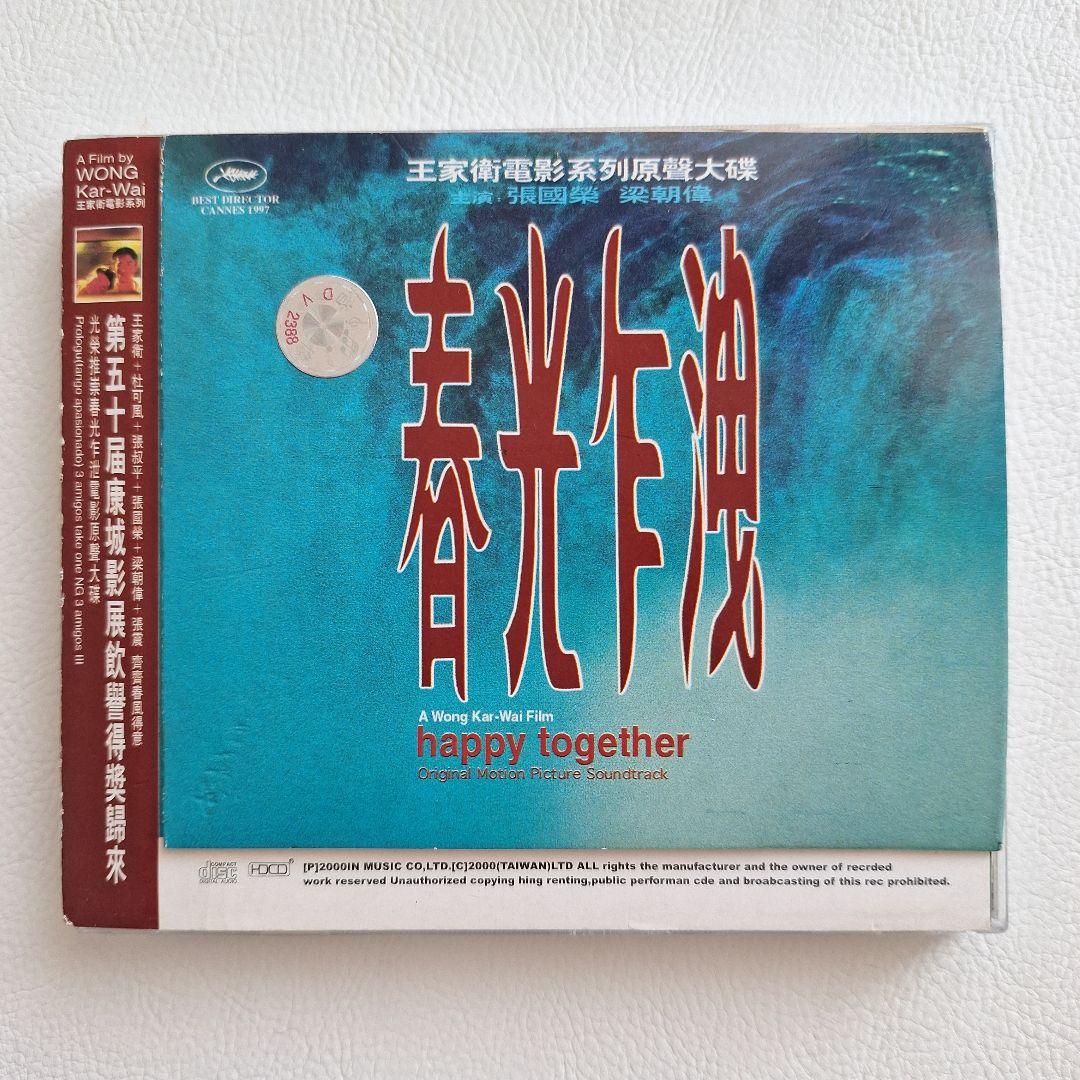 A Film by
WONG
Kar-Wai
王家衛電影系列
王家衛+杜可風+張叔平+張國榮+梁朝偉+張震 齊齊春風得意
第五十届康城影展飲譽得獎歸來
光榮推崇春光乍洩電影原聲大碟
Prologu(tango apasionado) 3 amigos take one NG 3 amigos III
BEST DIRECTOR
CANNES 1997
王家衛電影系列原聲大碟
主演:張國榮 梁朝偉
D V 2388
春光乍洩
A Wong Kar-Wai Film
happy together
Original Motion Picture Soundtrack
COMPACT
disc
DIGITAL AUDIO
HDCD
[P]2000IN MUSIC CO,LTD.[C]2000(TAIWAN)LTD ALL rights the manufacturer and the owner of recrded
work reserved Unauthorized copying hing renting,public performan cde and broabcasting of this rec prohibited.